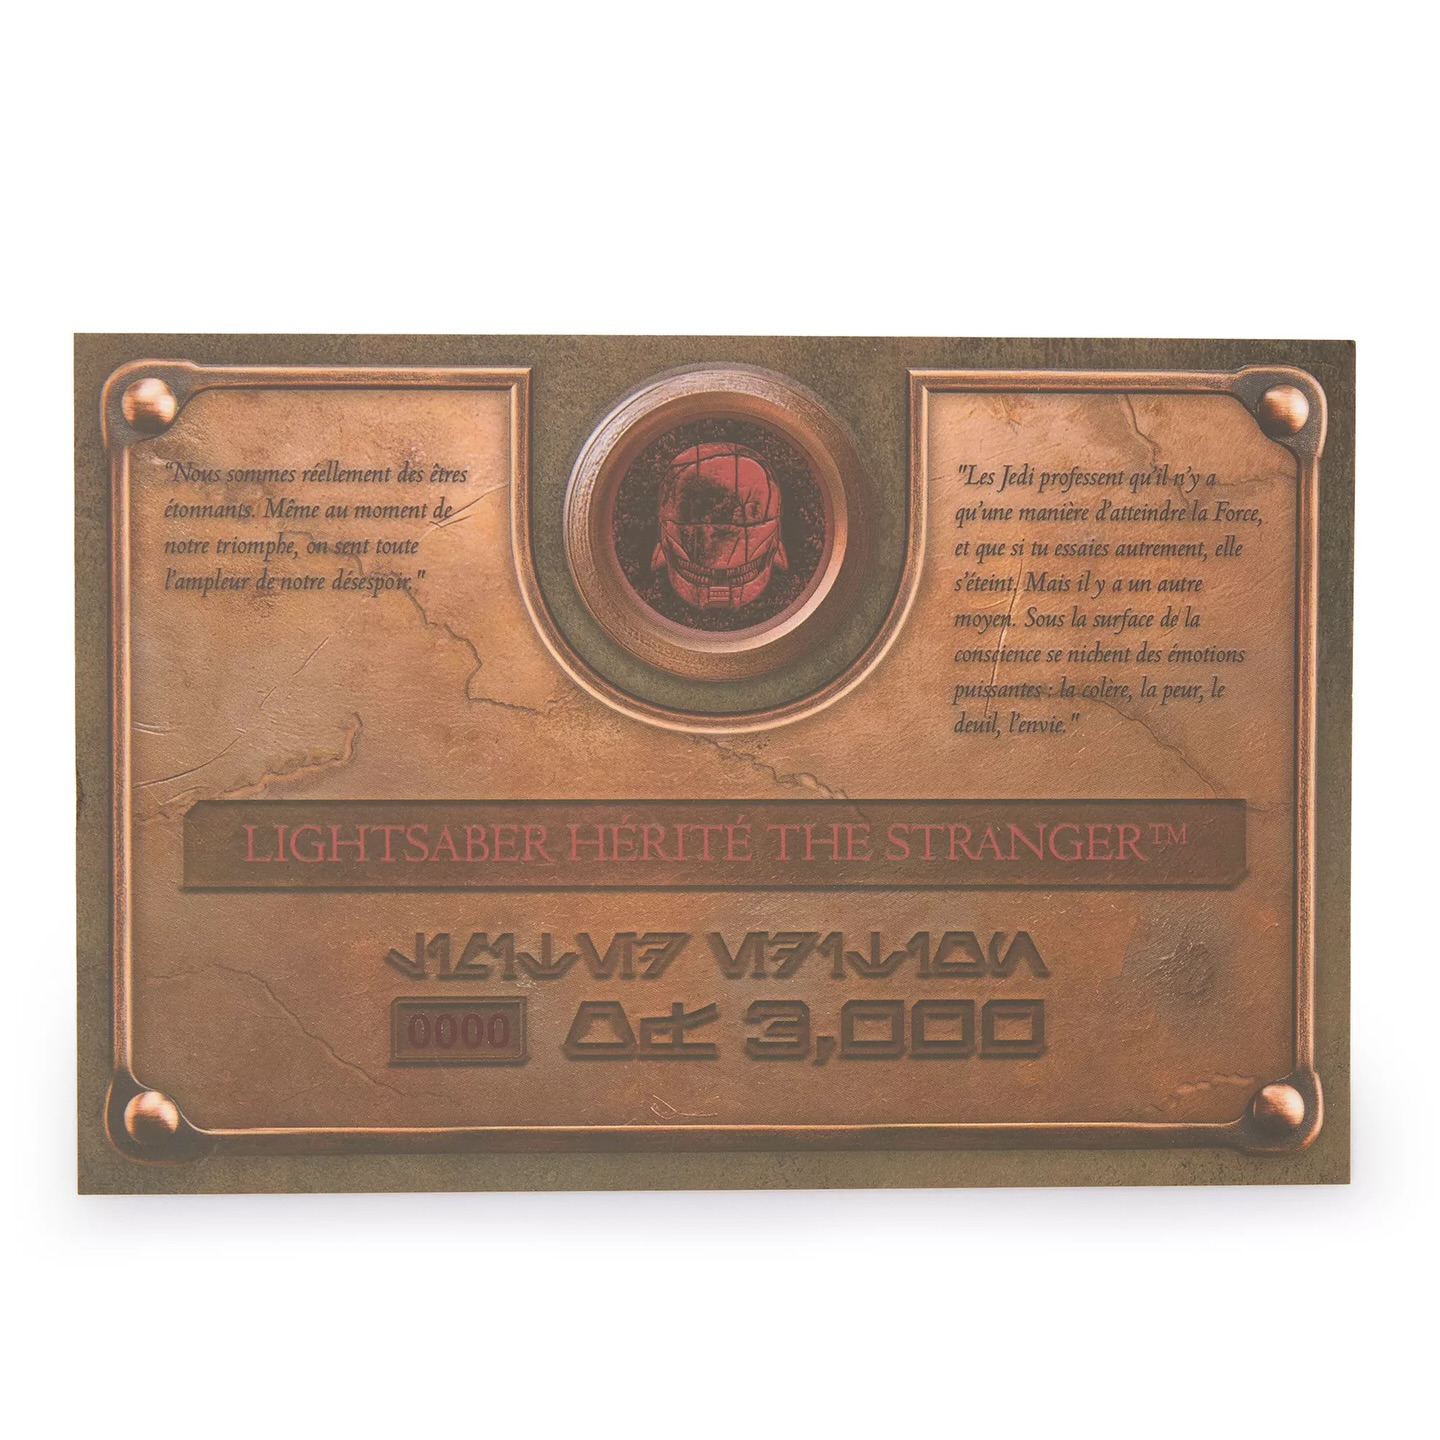 “Nous sommes réellement des êtres
étonnants. Même au moment de
notre triomphe, on sent toute
l’ampleur de notre désespoir."
"Les Jedi professent qu’il n’y a
qu’une manière d’atteindre la Force,
et que si tu essaies autrement, elle
s’éteint. Mais il y a un autre
moyen. Sous la surface de la
conscience se nichent des émotions
puissantes : la colère, la peur, le
deuil, l’envie."
LIGHTSABER HÉRITÉ THE STRANGER™
0000 3,000